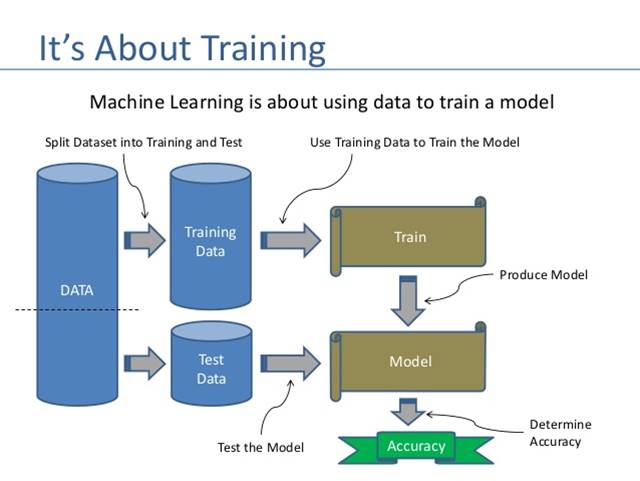 It's About Training
Machine Learning is about using data to train a model
Split Dataset into Training and Test
Use Training Data to Train the Model
Training
Data
Train
Produce Model
DATA
Test
Data
Model
Test the Model
Determine
Accuracy
Accuracy